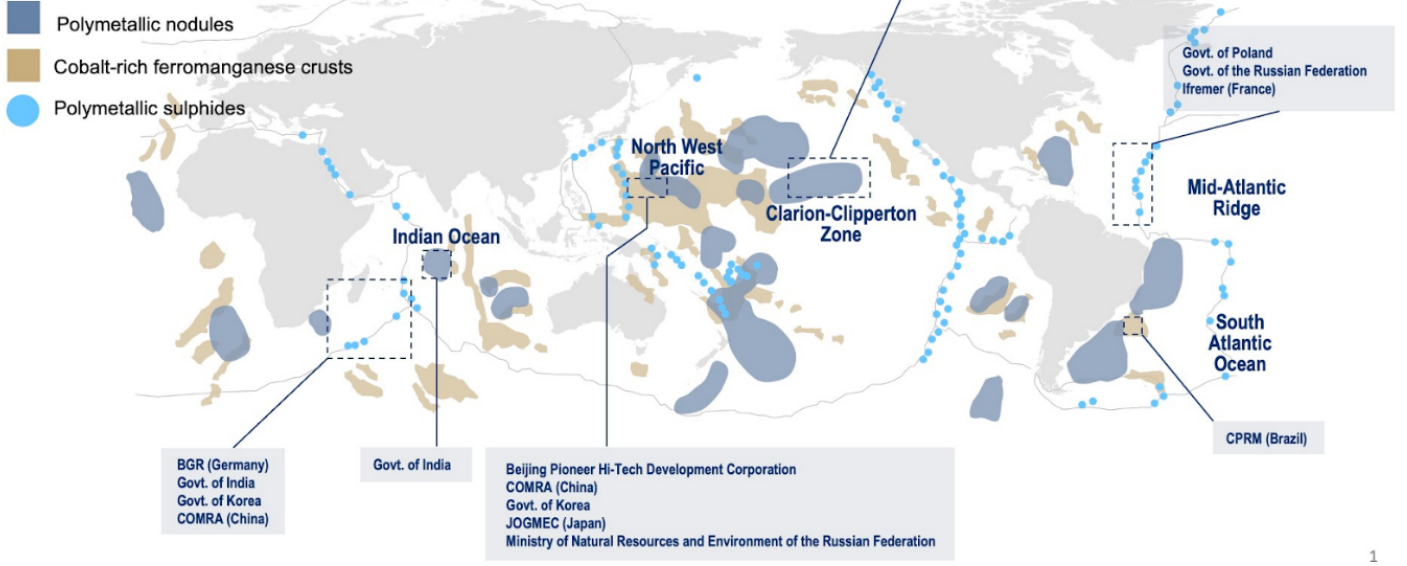 Polymetallic nodules
Cobalt-rich ferromanganese crusts
Polymetallic sulphides
Govt. of Poland
Govt. of the Russian Federation
Ifremer (France)
North West
Pacific
Mid-Atlantic
Ridge
Clarion-Clipperton
Zone
Indian Ocean
South
Atlantic
Ocean
CPRM (Brazil)
BGR (Germany)
Govt. of India
Govt. of Korea
COMRA (China)
Govt. of India
Beijing Pioneer Hi-Tech Development Corporation
COMRA (China)
Govt. of Korea
JOGMEC (Japan)
Ministry of Natural Resources and Environment of the Russian Federation
1